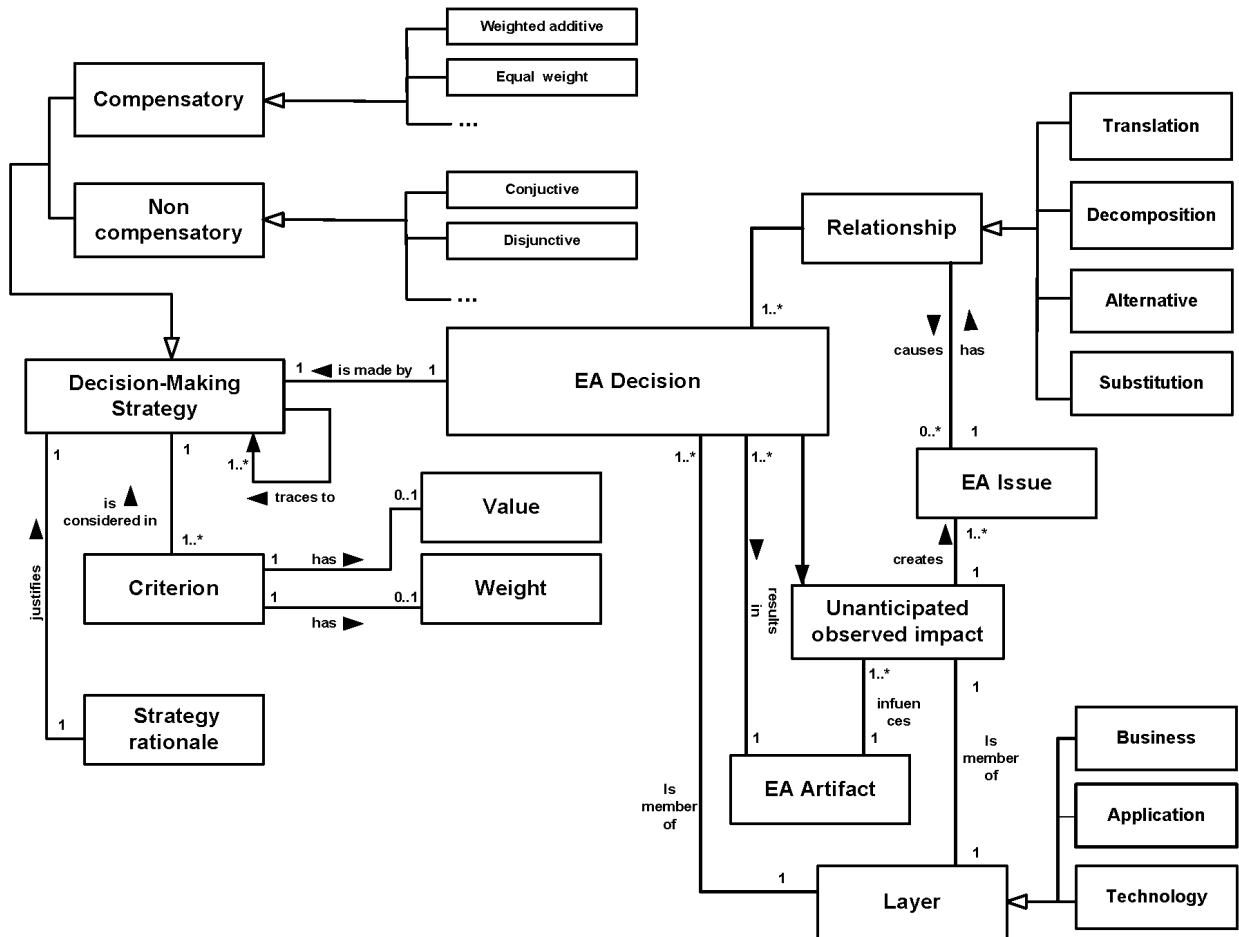 Weighted additive
Equal weight
...
Compensatory
Non
compensatory
Conjuctive
Disjunctive
...
Translation
Decomposition
Alternative
Substitution
Relationship
1..*
causes
has
0..*
1
Decision-Making
Strategy
1
is made by
1
EA Decision
1
1
1..*
traces to
1..*
1..*
EA Issue
1..*
creates
1
is
considered in
1..*
justifies
Criterion
1
has
0..1
Value
1
has
0..1
Weight
results
in
Unanticipated
observed impact
1..*
1
infuen
ces
1
1
EA Artifact
1
Strategy
rationale
Is
member
of
1
Is
member
of
1
Layer
Business
Application
Technology